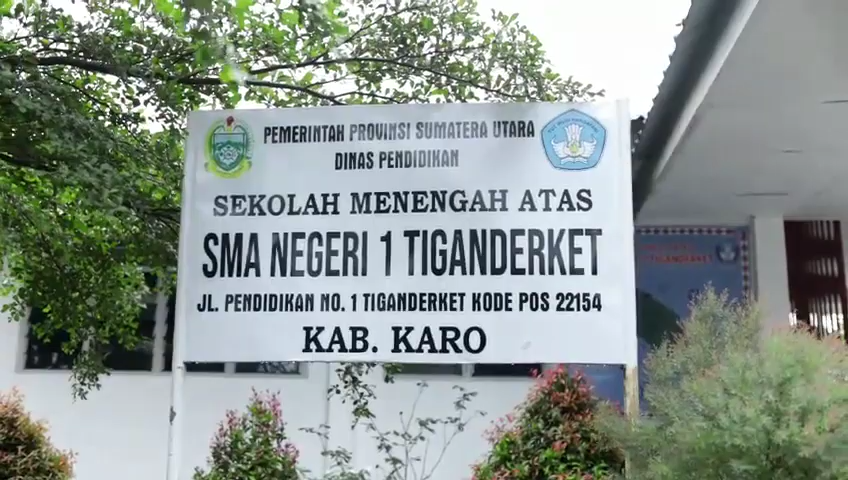 PEMERINTAH PROVINSI SUMATERA UTARA
DINAS PENDIDIKAN
SEKOLAH MENENGAH ATAS
SMA NEGERI 1 TIGANDERKET
JL. PENDIDIKAN NO. 1 TIGANDERKET KODE POS 22154
KAB. KARO